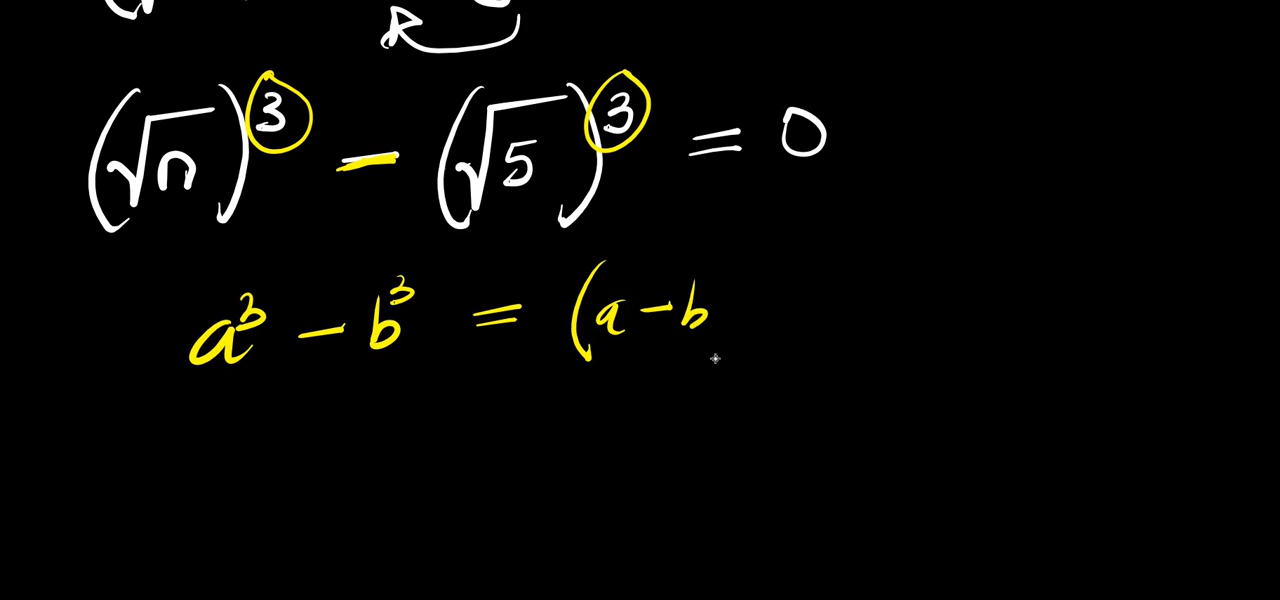 (√n)³ - (√5)³ = 0
a³ - b³ = (a - b